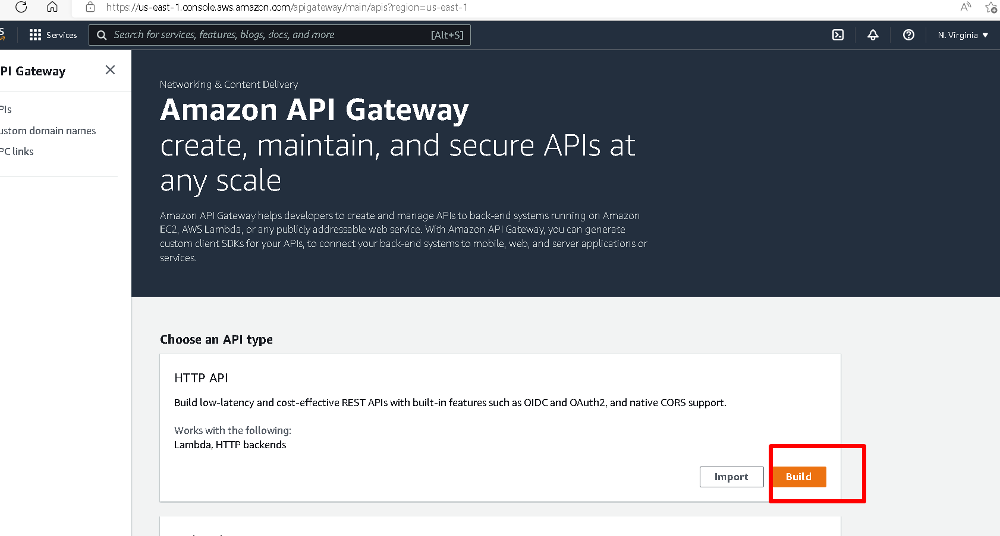 https://us-east-1.console.aws.amazon.com/apigateway/main/apis?region=us-east-1
Services
Search for services, features, blogs, docs, and more
[Alt+S]
N. Virginia
PI Gateway
PIs
ustom domain names
PC links
Networking & Content Delivery
Amazon API Gateway
create, maintain, and secure APIs at
any scale
Amazon API Gateway helps developers to create and manage APIs to back-end systems running on Amazon
EC2, AWS Lambda, or any publicly addressable web service. With Amazon API Gateway, you can generate
custom client SDKs for your APIs, to connect your back-end systems to mobile, web, and server applications or
services.
Choose an API type
HTTP API
Build low-latency and cost-effective REST APIs with built-in features such as OIDC and OAuth2, and native CORS support.
Works with the following:
Lambda, HTTP backends
Import
Build